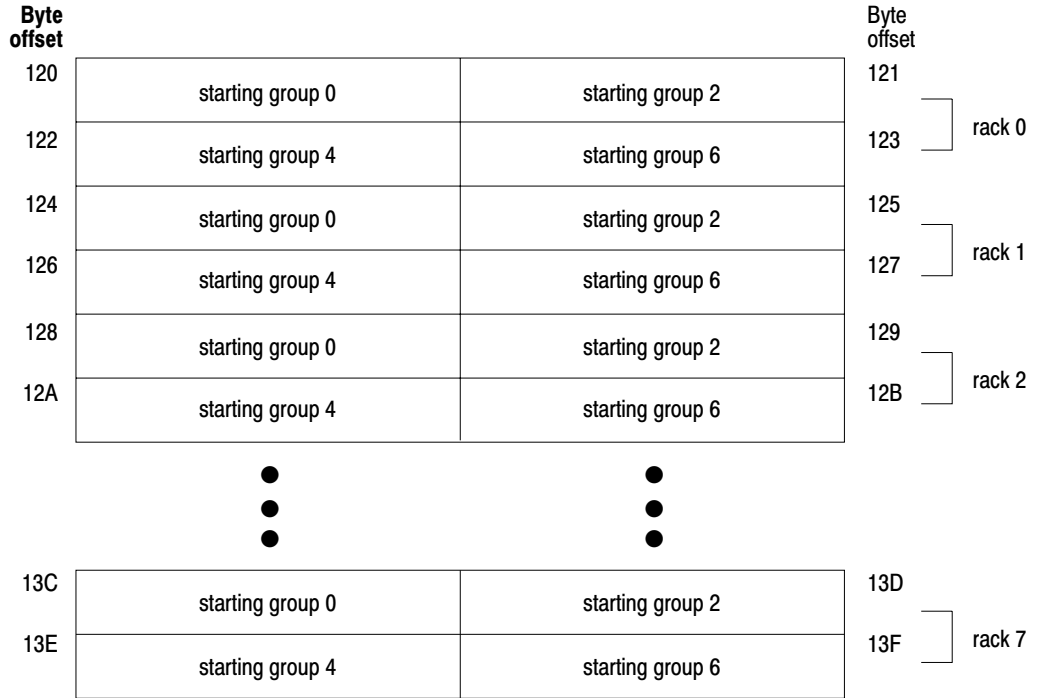 Byte offset Byte offset
120 starting group 0 starting group 2 121
rack 0
122 starting group 4 starting group 6 123
124 starting group 0 starting group 2 125
rack 1
126 starting group 4 starting group 6 127
128 starting group 0 starting group 2 129
rack 2
12A starting group 4 starting group 6 12B
13C starting group 0 starting group 2 13D
rack 7
13E starting group 4 starting group 6 13F